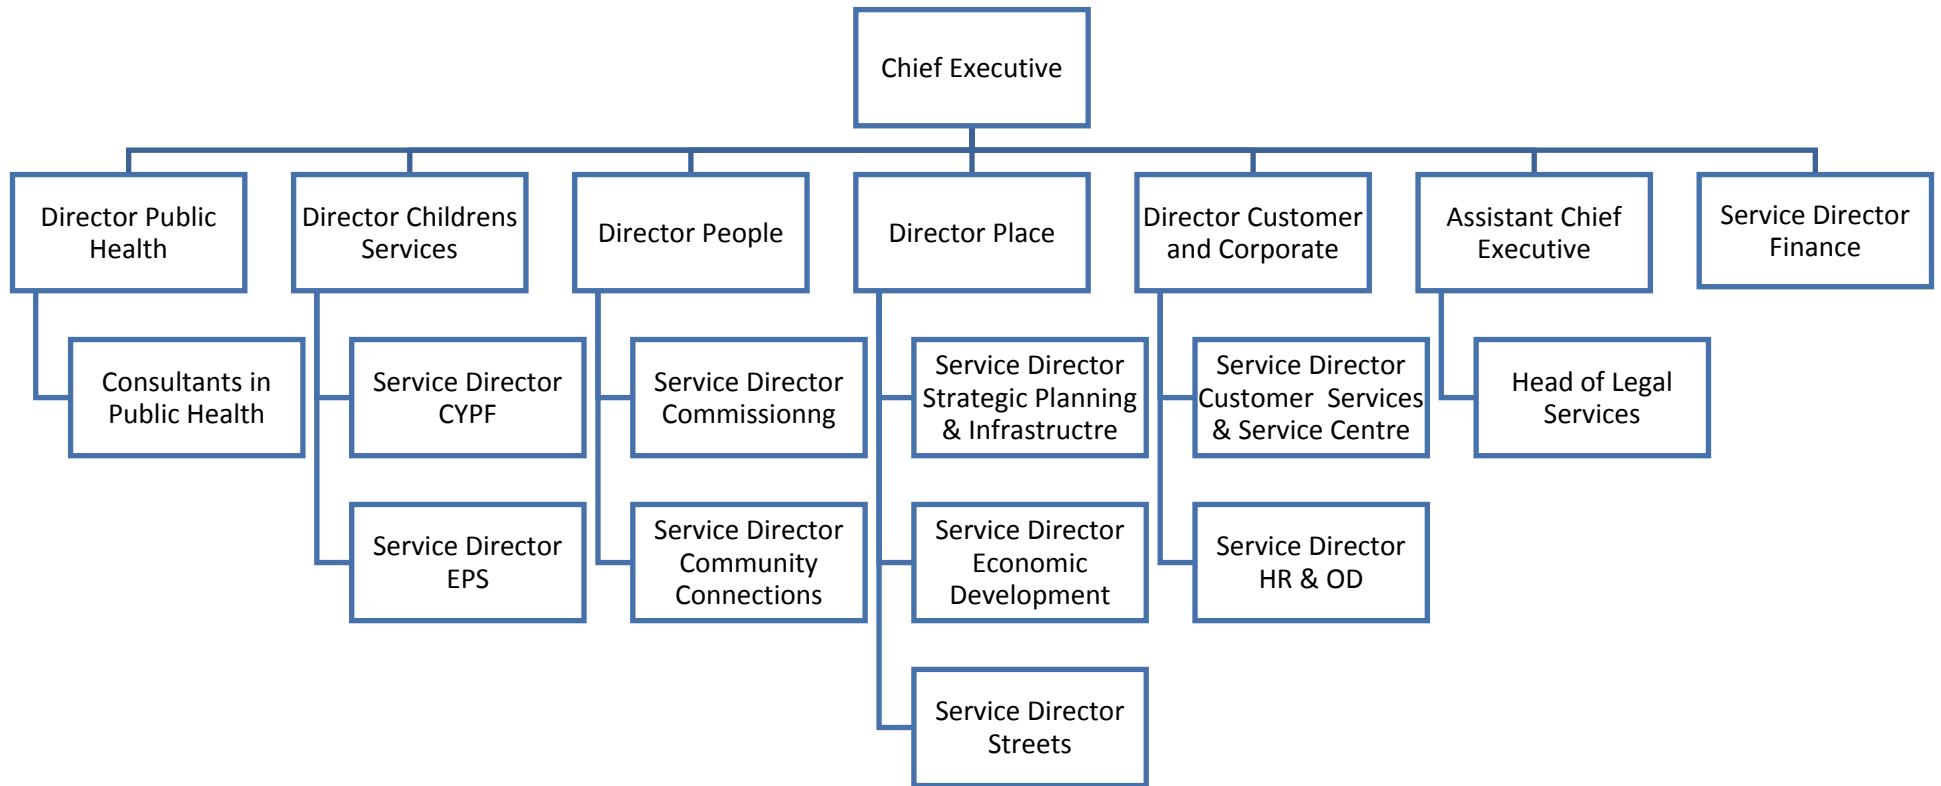 Chief Executive
Director Public
Health
Director Childrens
Services
Director People
Director Place
Director Customer
and Corporate
Assistant Chief
Executive
Service Director
Finance
Consultants in
Public Health
Service Director
CYPF
Service Director
Commissionng
Service Director
Strategic Planning
& Infrastructre
Service Director
Customer  Services
& Service Centre
Head of Legal
Services
Service Director
EPS
Service Director
Community
Connections
Service Director
Economic
Development
Service Director
HR & OD
Service Director
Streets